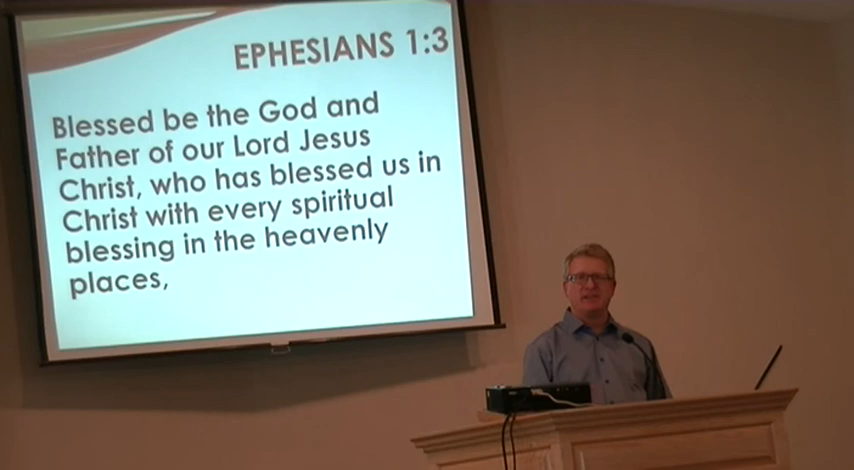 EPHESIANS 1:3
Blessed be the God and
Father of our Lord Jesus
Christ, who has blessed us in
Christ with every spiritual
blessing in the heavenly
places,